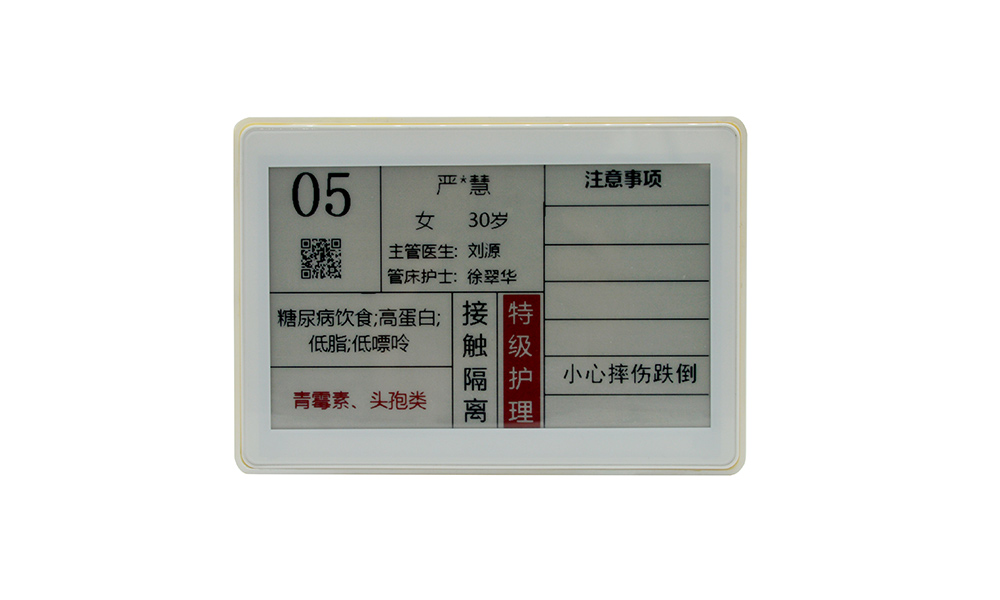 05
严*慧
女 30岁
主管医生: 刘源
管床护士: 徐翠华
注意事项
糖尿病饮食;高蛋白;
低脂;低嘌呤
青霉素、头孢类
接触隔离
特级护理
小心摔伤跌倒